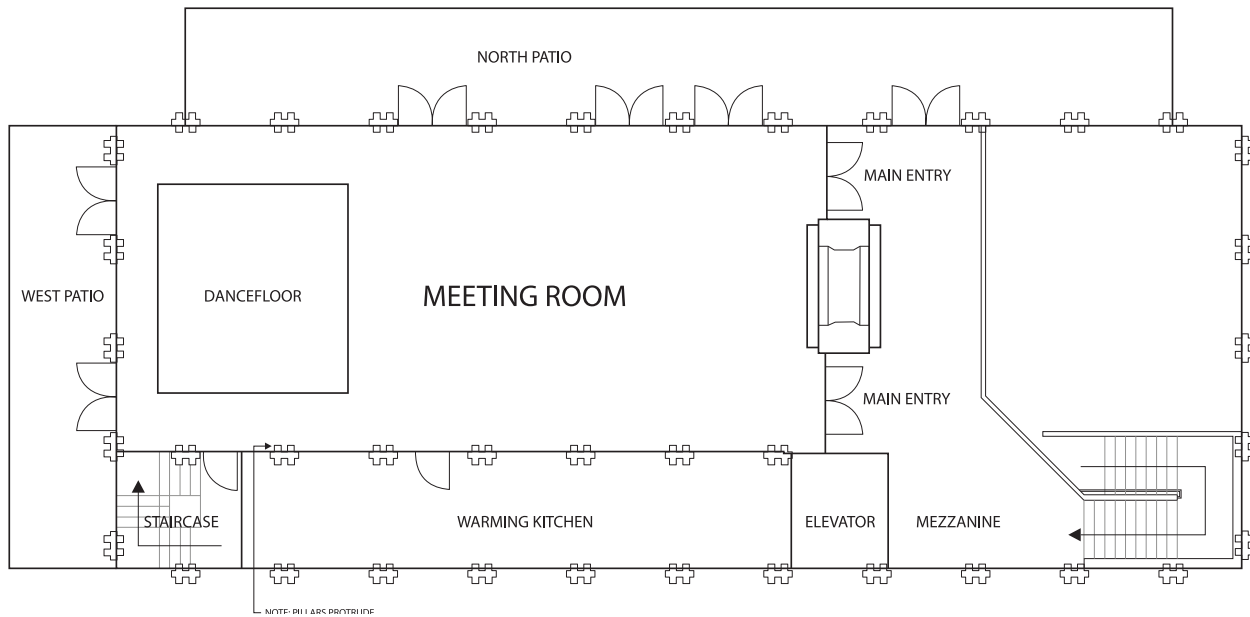 NORTH PATIO
MAIN ENTRY
WEST PATIO
DANCEFLOOR
MEETING ROOM
MAIN ENTRY
STAIRCASE
WARMING KITCHEN
ELEVATOR
MEZZANINE
NOTE: PILLARS PROTRUDE